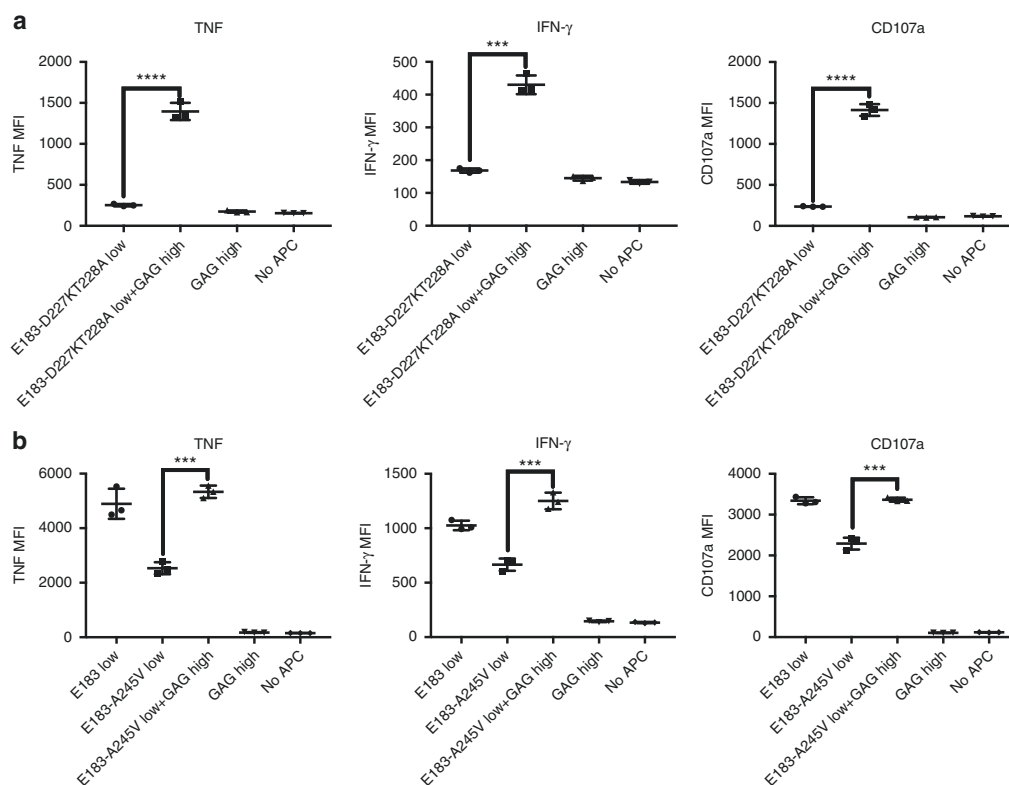 a
TNF
TNF MFI
2000
1500
1000
500
0
****
E183-D227KT228A low
E183-D227KT228A low+GAG high
GAG high
No APC
IFN-γ
IFN-γ MFI
500
400
300
200
100
0
***
E183-D227KT228A low
E183-D227KT228A low+GAG high
GAG high
No APC
CD107a
CD107a MFI
2000
1500
1000
500
0
****
E183-D227KT228A low
E183-D227KT228A low+GAG high
GAG high
No APC
b
TNF
TNF MFI
6000
4000
2000
0
***
E183 low
E183-A245V low
E183-A245V low+GAG high
GAG high
No APC
IFN-γ
IFN-γ MFI
1500
1000
500
0
***
E183 low
E183-A245V low
E183-A245V low+GAG high
GAG high
No APC
CD107a
CD107a MFI
4000
3000
2000
1000
0
***
E183 low
E183-A245V low
E183-A245V low+GAG high
GAG high
No APC